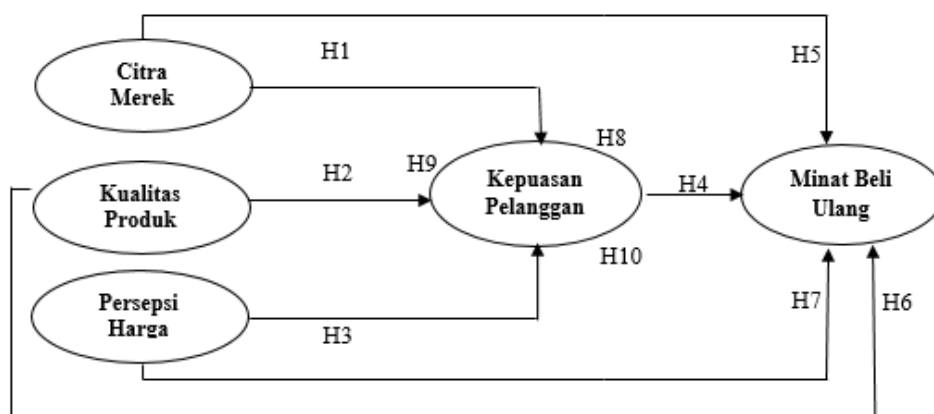 H1
H5
Citra
Merek
H8
H9
H2
Kualitas
Produk
Kepuasan
Pelanggan
H4
Minat Beli
Ulang
H10
Persepsi
Harga
H3
H7
H6